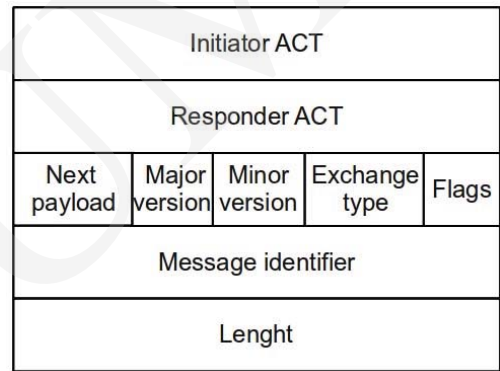 Initiator ACT
Responder ACT
Next payload
Major version
Minor version
Exchange type
Flags
Message identifier
Lenght